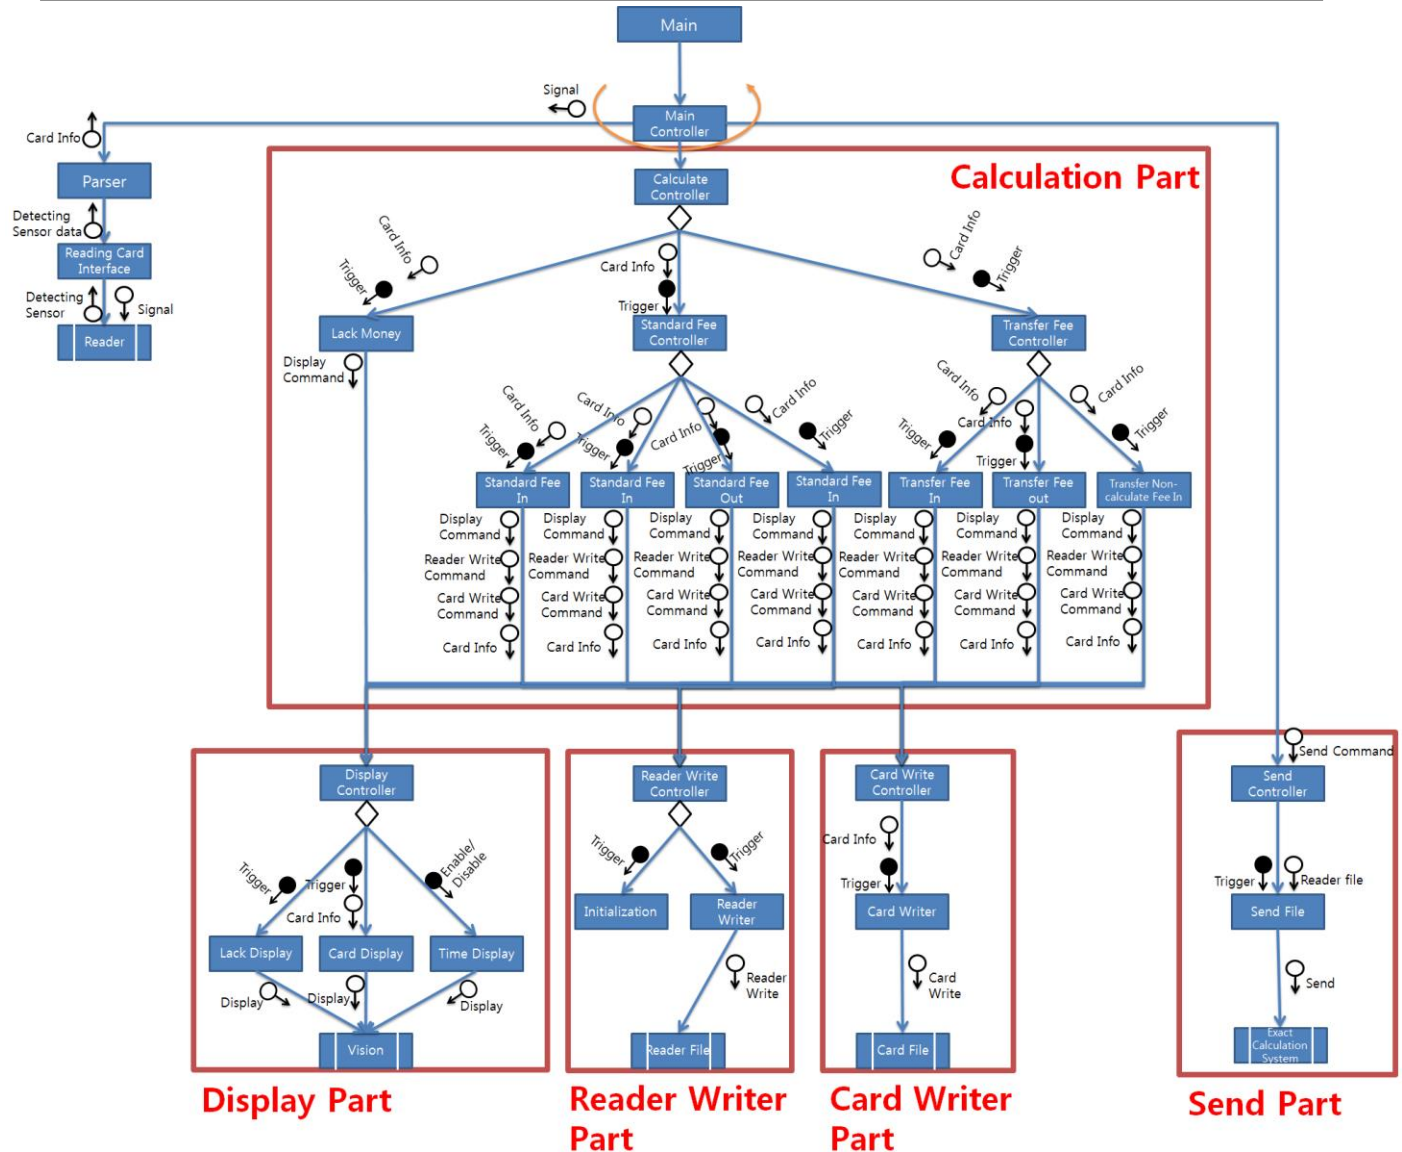 Main
Signal
Main
Controller
Card Info
Calculation Part
Parser
Calculate
Controller
Detecting
Sensor data
Card Info
Trigger
Card Info
Trigger
Card Info
Trigger
Reading Card
Interface
Detecting
Sensor
Signal
Reader
Lack Money
Standard Fee
Controller
Transfer Fee
Controller
Display
Command
Card Info
Trigger
Card Info
Trigger
Card Info
Trigger
Card Info
Trigger
Card Info
Trigger
Card Info
Trigger
Card Info
Trigger
Standard Fee
In
Standard Fee
In
Standard Fee
Out
Standard Fee
In
Transfer Fee
In
Transfer Fee
out
Transfer Non-
calculate Fee In
Display
Command
Reader Write
Command
Card Write
Command
Card Info
Display
Command
Reader Write
Command
Card Write
Command
Card Info
Display
Command
Reader Write
Command
Card Write
Command
Card Info
Display
Command
Reader Write
Command
Card Write
Command
Card Info
Display
Command
Reader Write
Command
Card Write
Command
Card Info
Display
Command
Reader Write
Command
Card Write
Command
Card Info
Display
Command
Reader Write
Command
Card Write
Command
Card Info
Display
Controller
Trigger
Trigger
Card Info
Enable/
Disable
Lack Display
Card Display
Time Display
Display
Display
Display
Vision
Display Part
Reader Write
Controller
Trigger
Trigger
Initialization
Reader
Writer
Reader
Write
Reader File
Reader Writer
Part
Card Write
Controller
Card Info
Trigger
Card Writer
Card
Write
Card File
Card Writer
Part
Send Command
Send
Controller
Trigger
Reader file
Send File
Send
Exact
Calculation
System
Send Part